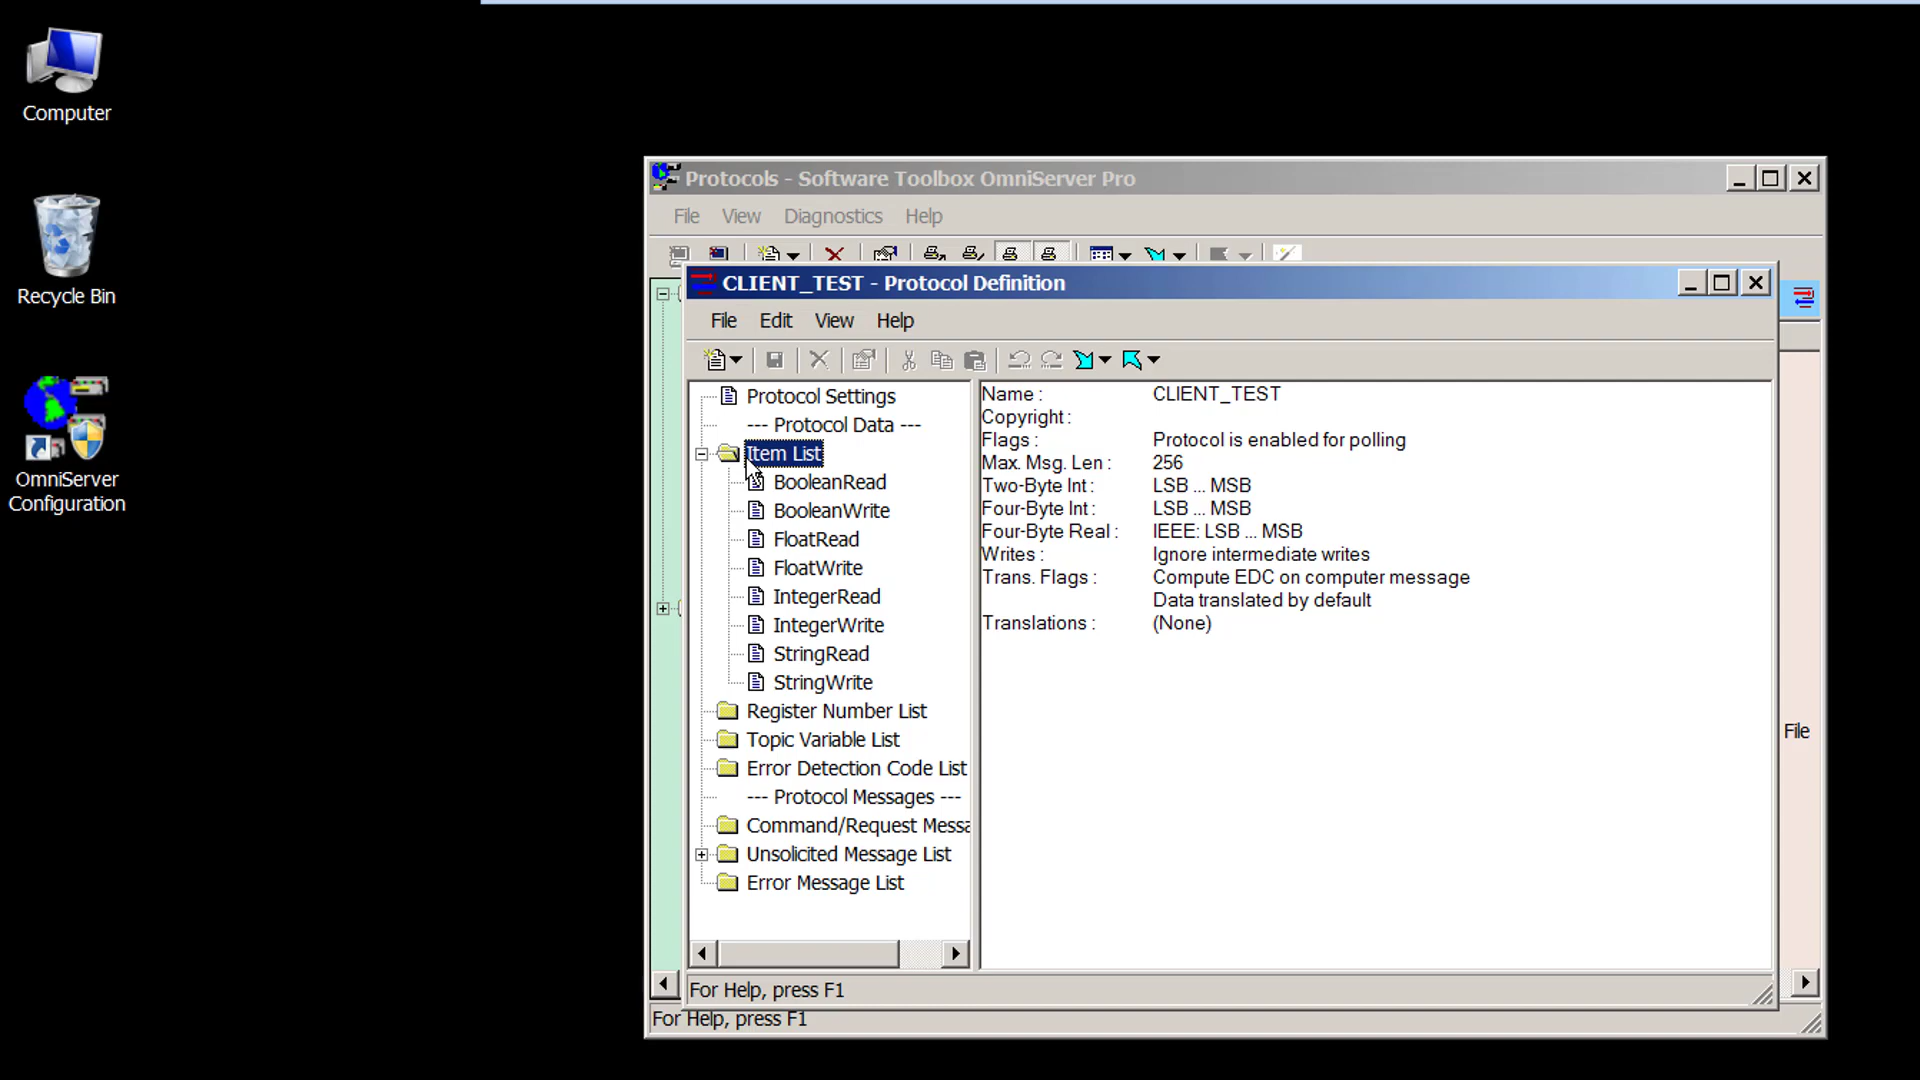 Computer
Recycle Bin
OmniServer
Configuration
Protocols - Software Toolbox OmniServer Pro
File View Diagnostics Help
CLIENT_TEST - Protocol Definition
File Edit View Help
Protocol Settings
--- Protocol Data ---
Item List
BooleanRead
BooleanWrite
FloatRead
FloatWrite
IntegerRead
IntegerWrite
StringRead
StringWrite
Register Number List
Topic Variable List
Error Detection Code List
--- Protocol Messages ---
Command/Request Messa
Unsolicited Message List
Error Message List
Name : CLIENT_TEST
Copyright :
Flags : Protocol is enabled for polling
Max. Msg. Len : 256
Two-Byte Int : LSB ... MSB
Four-Byte Int : LSB ... MSB
Four-Byte Real : IEEE: LSB ... MSB
Writes : Ignore intermediate writes
Trans. Flags : Compute EDC on computer message
Data translated by default
Translations : (None)
File
For Help, press F1
For Help, press F1